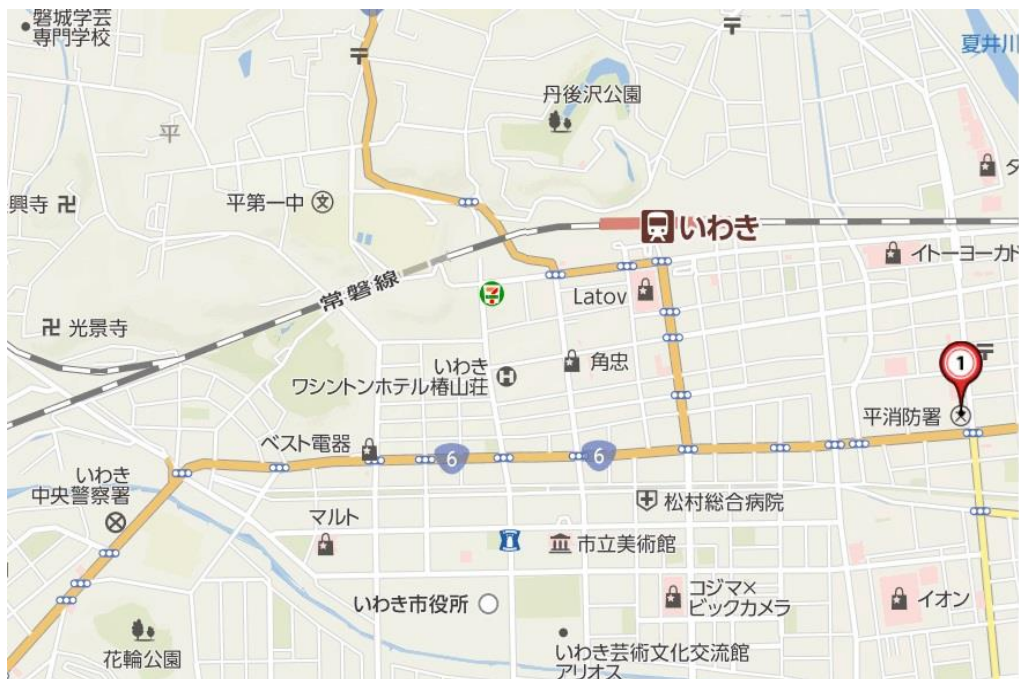 磐城学芸
専門学校
夏井川
丹後沢公園
平
タ
興寺
平第一中
文
いわき
イトーヨーカド
常磐線
Latov
光景寺
角忠
いわき
ワシントンホテル椿山荘
H
1
平消防署
ベスト電器
6
6
いわき
中央警察署
松村総合病院
マルト
市立美術館
コジマ×
ビックカメラ
いわき市役所
イオン
花輪公園
いわき芸術文化交流館
アリオス